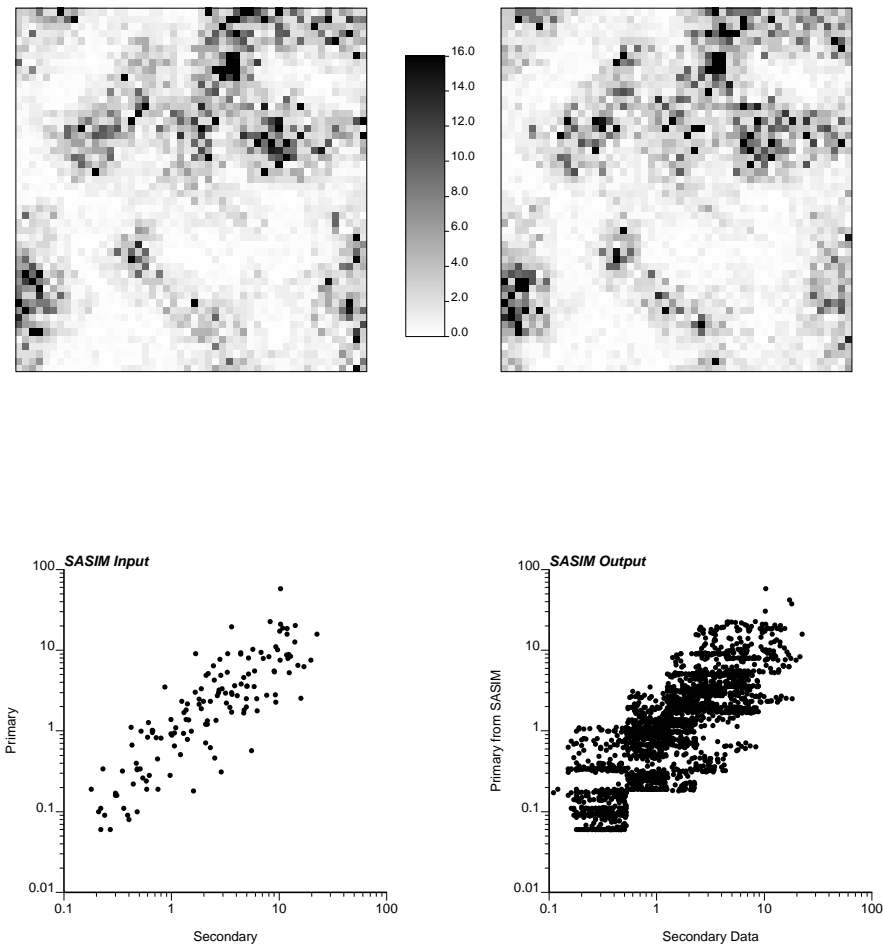 16.0
14.0
12.0
10.0
8.0
6.0
4.0
2.0
0.0
SASIM Input
100
10
1
0.1
0.01
Primary
0.1 1 10 100
Secondary
SASIM Output
100
10
1
0.1
0.01
Primary from SASIM
0.1 1 10 100
Secondary Data